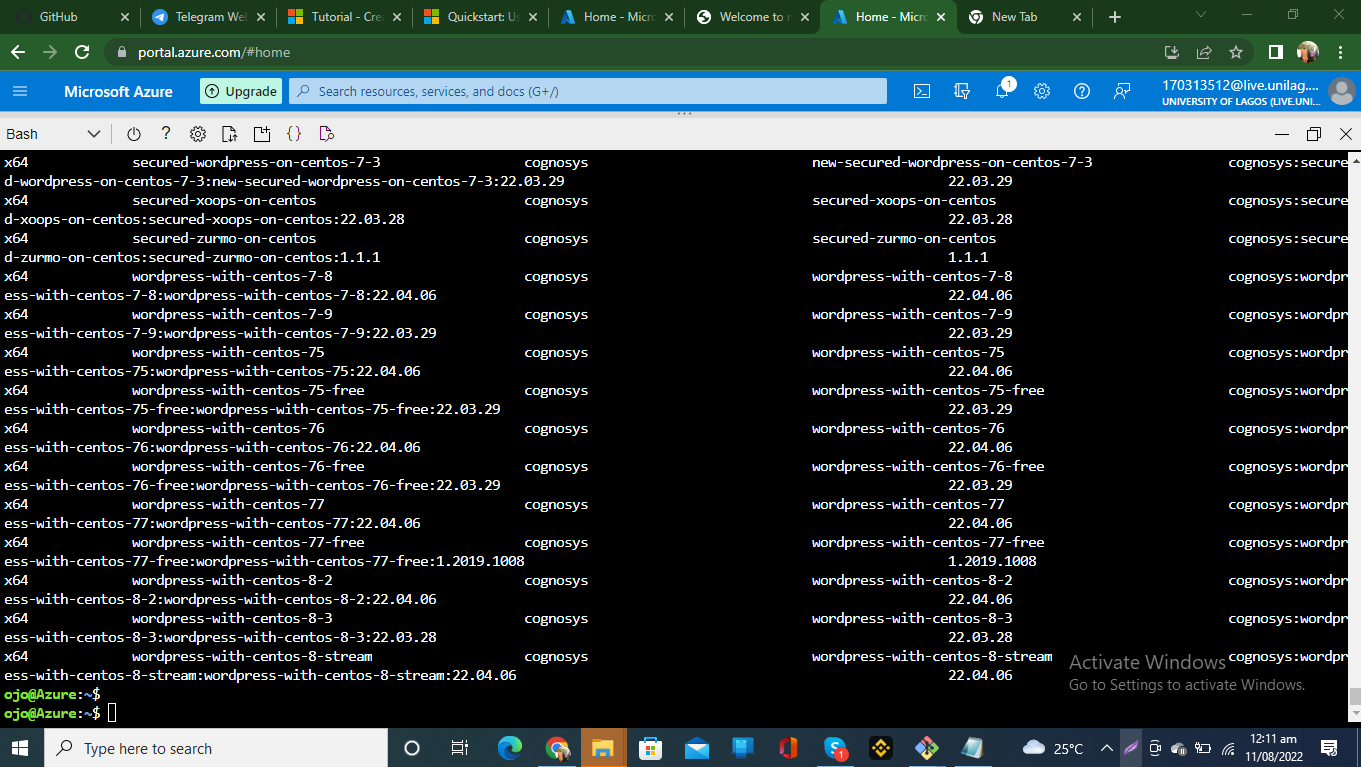 GitHub
Telegram Web
Tutorial - Cre
Quickstart: Us
Home - Micro
Welcome to n
Home - Micro
New Tab
portal.azure.com/#home
Microsoft Azure
Upgrade
Search resources, services, and docs (G+/)
1
170313512@live.unilag....
UNIVERSITY OF LAGOS (LIVE.UNI...
Bash
x64 secured-wordpress-on-centos-7-3 cognosys new-secured-wordpress-on-centos-7-3 cognosys:secure
d-wordpress-on-centos-7-3:new-secured-wordpress-on-centos-7-3:22.03.29 22.03.29
x64 secured-xoops-on-centos cognosys secured-xoops-on-centos cognosys:secure
d-xoops-on-centos:secured-xoops-on-centos:22.03.28 22.03.28
x64 secured-zurmo-on-centos cognosys secured-zurmo-on-centos cognosys:secure
d-zurmo-on-centos:secured-zurmo-on-centos:1.1.1 1.1.1
x64 wordpress-with-centos-7-8 cognosys wordpress-with-centos-7-8 cognosys:wordpr
ess-with-centos-7-8:wordpress-with-centos-7-8:22.04.06 22.04.06
x64 wordpress-with-centos-7-9 cognosys wordpress-with-centos-7-9 cognosys:wordpr
ess-with-centos-7-9:wordpress-with-centos-7-9:22.03.29 22.03.29
x64 wordpress-with-centos-75 cognosys wordpress-with-centos-75 cognosys:wordpr
ess-with-centos-75:wordpress-with-centos-75:22.04.06 22.04.06
x64 wordpress-with-centos-75-free cognosys wordpress-with-centos-75-free cognosys:wordpr
ess-with-centos-75-free:wordpress-with-centos-75-free:22.03.29 22.03.29
x64 wordpress-with-centos-76 cognosys wordpress-with-centos-76 cognosys:wordpr
ess-with-centos-76:wordpress-with-centos-76:22.04.06 22.04.06
x64 wordpress-with-centos-76-free cognosys wordpress-with-centos-76-free cognosys:wordpr
ess-with-centos-76-free:wordpress-with-centos-76-free:22.03.29 22.03.29
x64 wordpress-with-centos-77 cognosys wordpress-with-centos-77 cognosys:wordpr
ess-with-centos-77:wordpress-with-centos-77:22.04.06 22.04.06
x64 wordpress-with-centos-77-free cognosys wordpress-with-centos-77-free cognosys:wordpr
ess-with-centos-77-free:wordpress-with-centos-77-free:1.2019.1008 1.2019.1008
x64 wordpress-with-centos-8-2 cognosys wordpress-with-centos-8-2 cognosys:wordpr
ess-with-centos-8-2:wordpress-with-centos-8-2:22.04.06 22.04.06
x64 wordpress-with-centos-8-3 cognosys wordpress-with-centos-8-3 cognosys:wordpr
ess-with-centos-8-3:wordpress-with-centos-8-3:22.03.28 22.03.28
x64 wordpress-with-centos-8-stream cognosys wordpress-with-centos-8-stream cognosys:wordpr
ess-with-centos-8-stream:wordpress-with-centos-8-stream:22.04.06 22.04.06
Activate Windows
Go to Settings to activate Windows.
ojo@Azure:~$
ojo@Azure:~$
Type here to search
1
25°C
12:11 am
11/08/2022